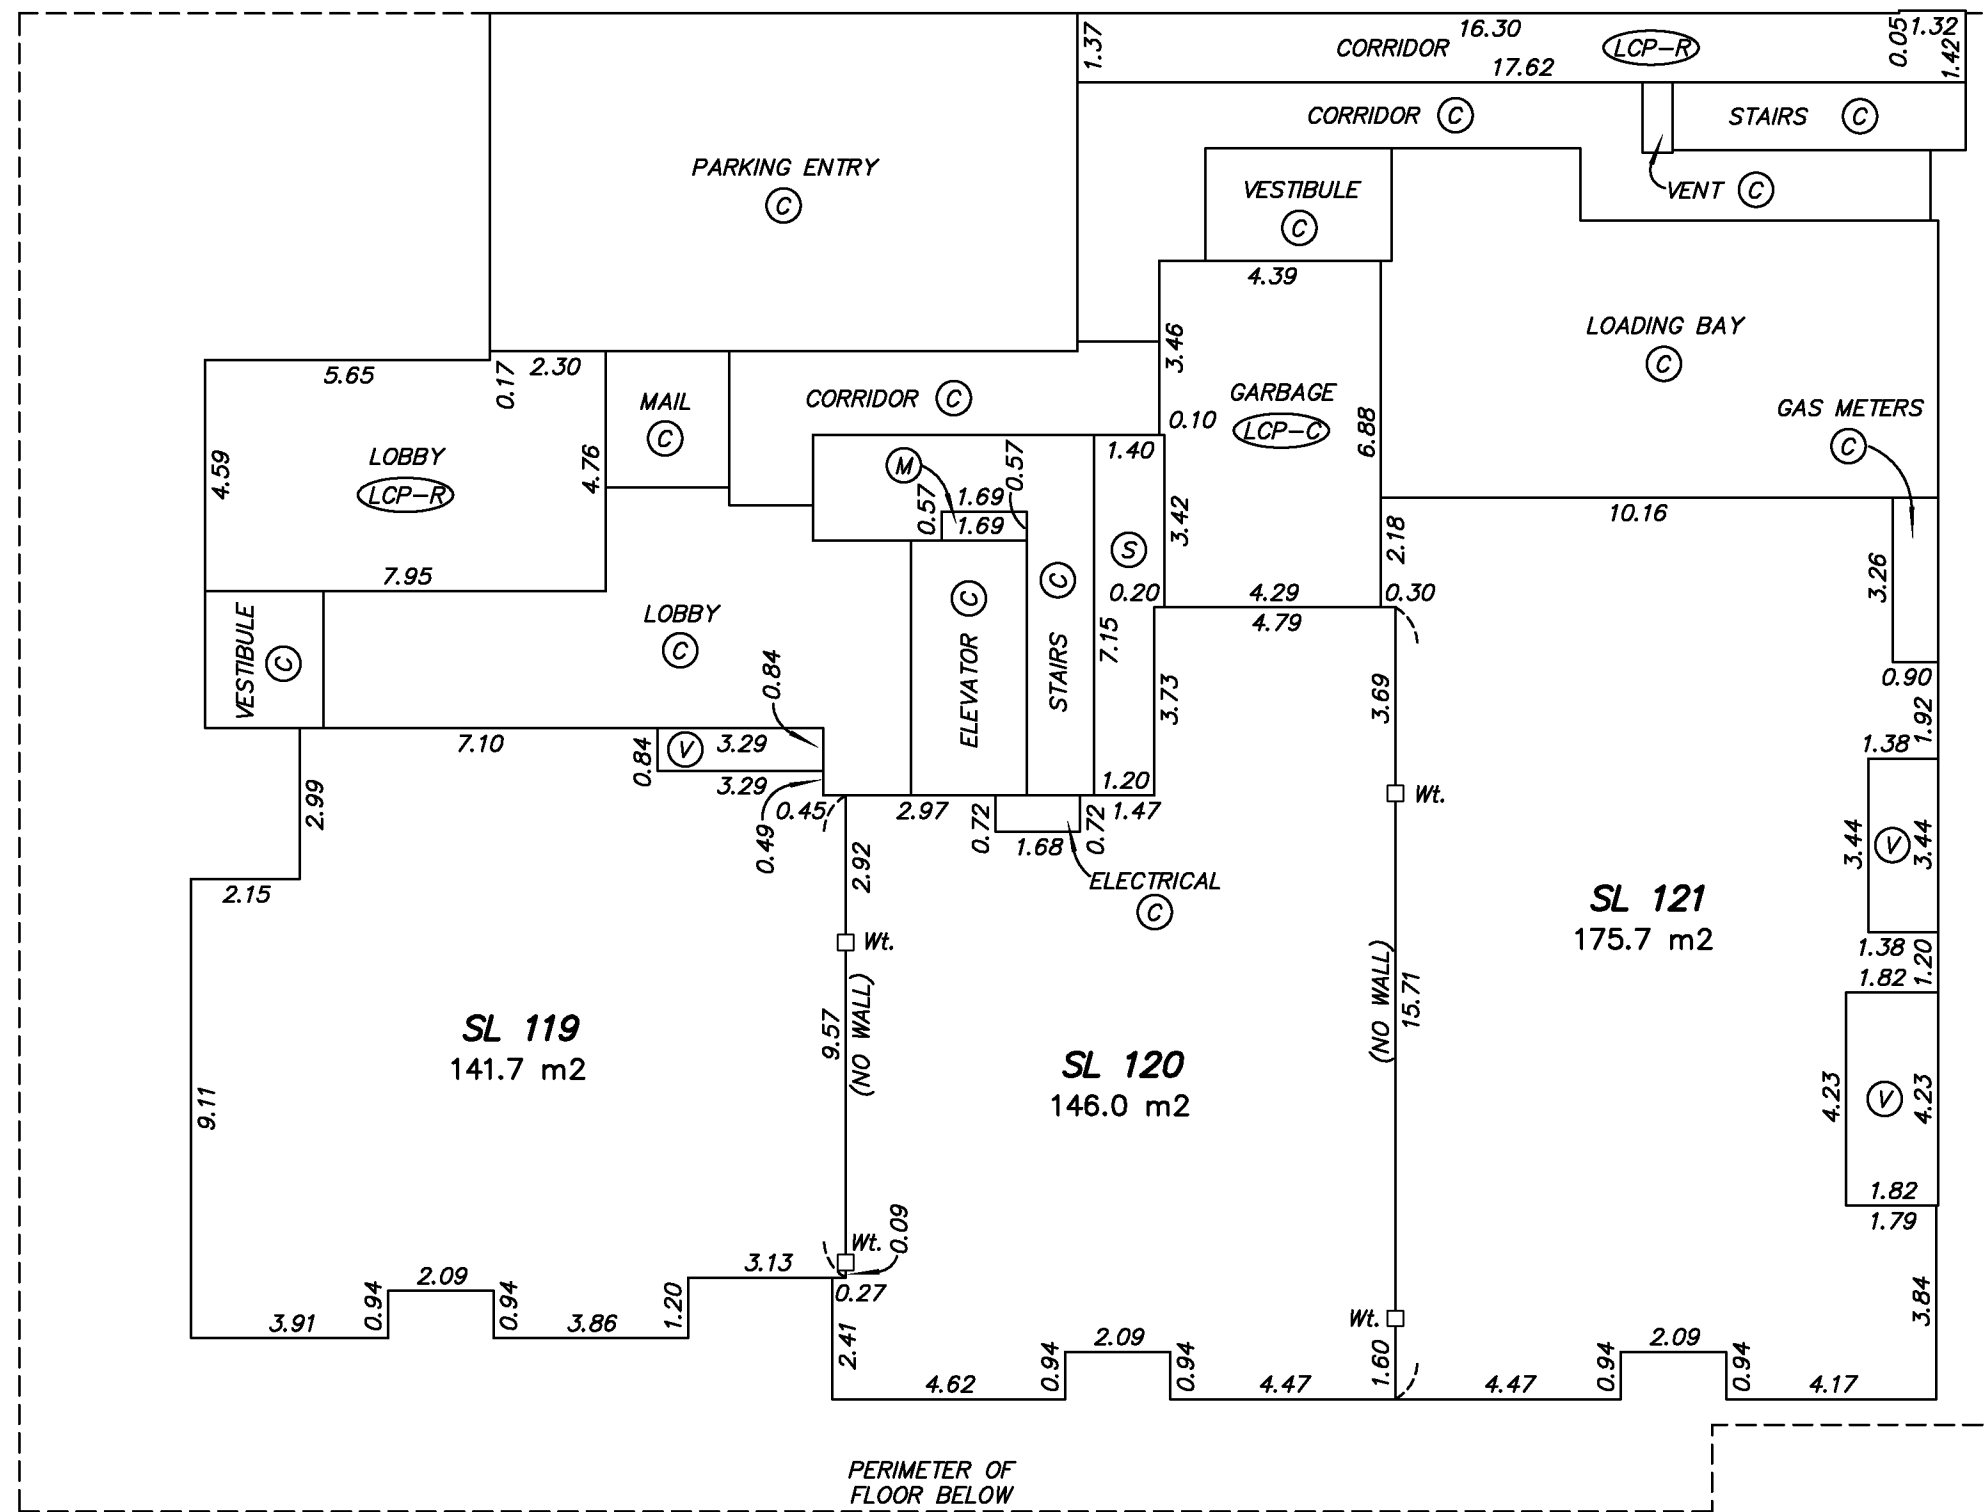 16.30
0.05
1.32
1.37
CORRIDOR
LCP-R
17.62
1.42
CORRIDOR C
STAIRS C
PARKING ENTRY
C
VESTIBULE
C
VENT C
4.39
LOADING BAY
C
5.65
0.17
2.30
3.46
MAIL
C
CORRIDOR C
GARBAGE
LCP-C
0.10
6.88
GAS METERS
C
4.59
LOBBY
LCP-R
4.76
M
0.57
1.40
0.57
1.69
1.69
3.42
2.18
10.16
S
7.95
C
C
0.20
4.29
0.30
3.26
VESTIBULE
C
LOBBY
C
ELEVATOR
STAIRS
7.15
4.79
0.84
3.73
3.69
0.90
1.92
7.10
0.84
V
3.29
3.29
1.38
2.99
0.49
0.45
2.97
1.20
1.47
Wt.
0.72
1.68
0.72
3.44
V
3.44
2.15
2.92
ELECTRICAL
C
SL 121
175.7 m2
Wt.
1.38
1.20
1.82
(NO WALL)
15.71
SL 119
141.7 m2
9.57
(NO WALL)
SL 120
146.0 m2
9.11
4.23
V
4.23
1.82
1.79
Wt.
0.09
3.13
0.27
2.09
0.94
0.94
3.91
3.86
1.20
2.41
Wt.
3.84
2.09
0.94
0.94
4.62
4.47
1.60
2.09
0.94
0.94
4.47
4.17
PERIMETER OF
FLOOR BELOW